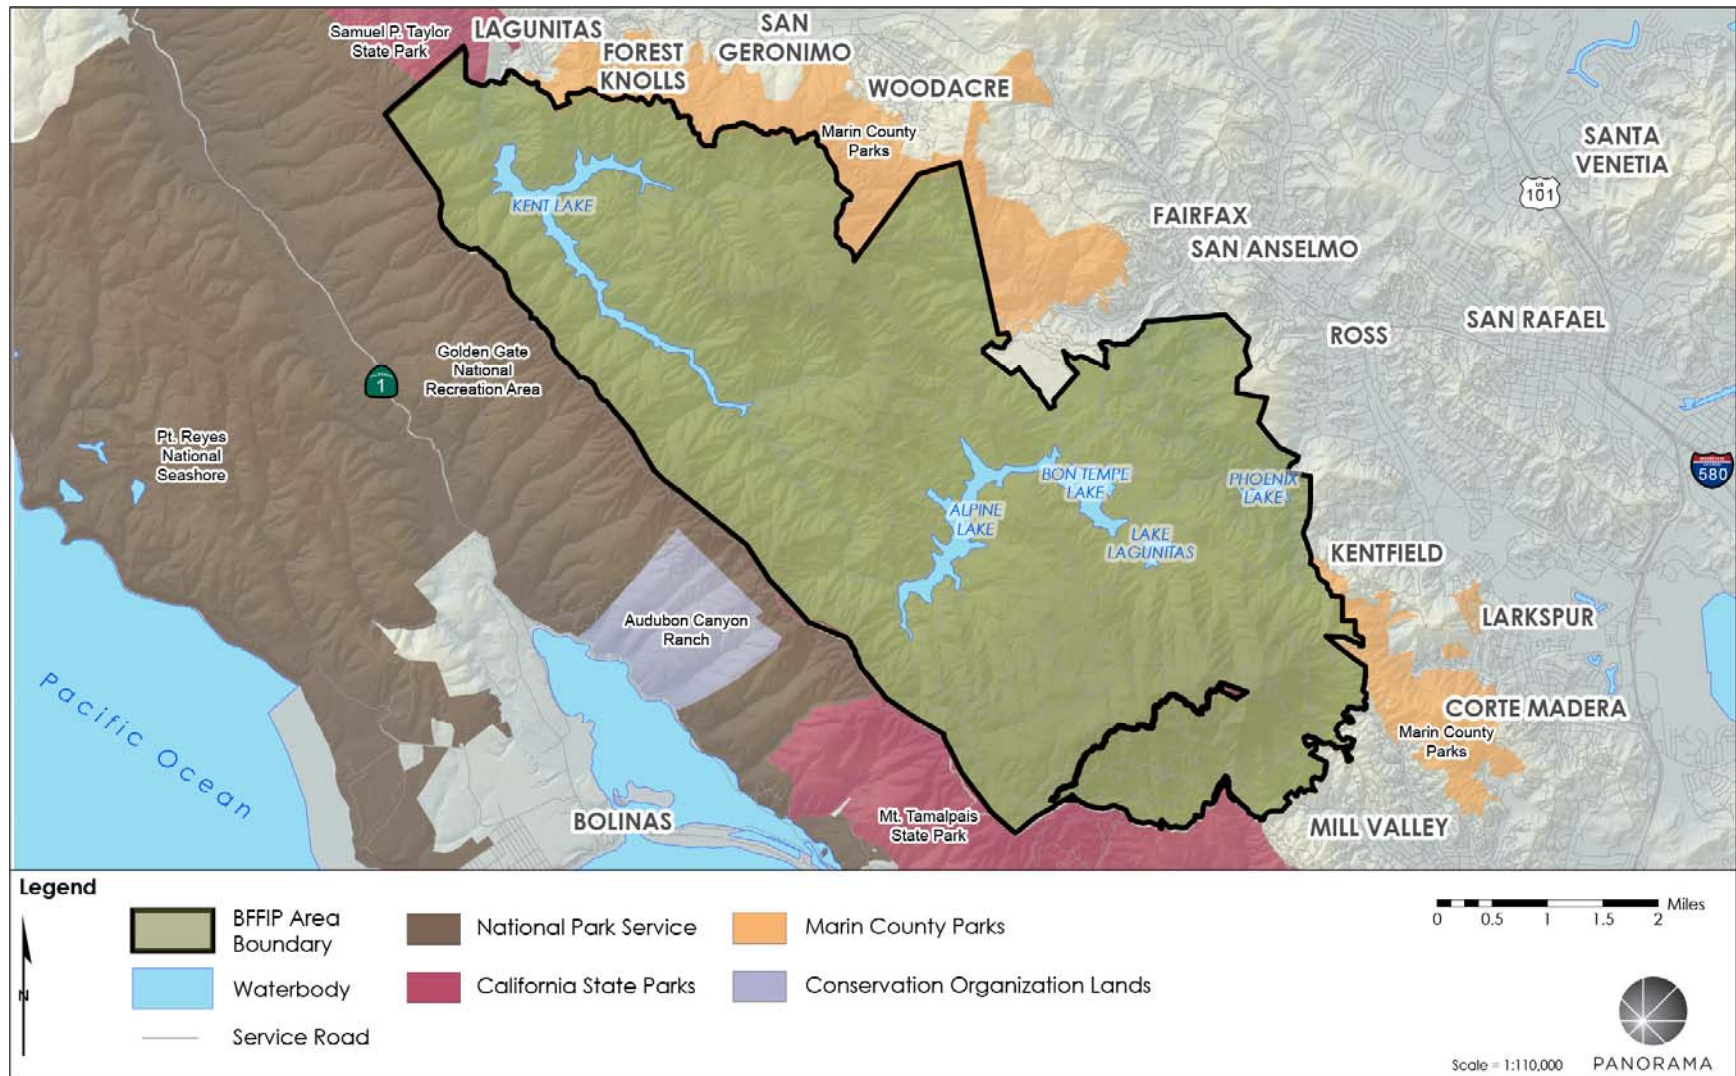 Samuel P. Taylor
State Park
LAGUNITAS
FOREST
KNOLLS
SAN
GERONIMO
WOODACRE
Marin County
Parks
SANTA
VENETIA
US
101
KENT LAKE
FAIRFAX
SAN ANSELMO
SAN RAFAEL
ROSS
Golden Gate
National
Recreation Area
CALIFORNIA
1
Pt. Reyes
National
Seashore
BON TEMPE
LAKE
PHOENIX
LAKE
580
ALPINE
LAKE
LAKE
LAGUNITAS
KENTFIELD
LARKSPUR
Audubon Canyon
Ranch
Pacific Ocean
CORTE MADERA
Marin County
Parks
BOLINAS
Mt. Tamalpais
State Park
MILL VALLEY
Legend
N
BFFIP Area
Boundary
Waterbody
Service Road
National Park Service
California State Parks
Marin County Parks
Conservation Organization Lands
Miles
0 0.5 1 1.5 2
Scale = 1:110,000
PANORAMA